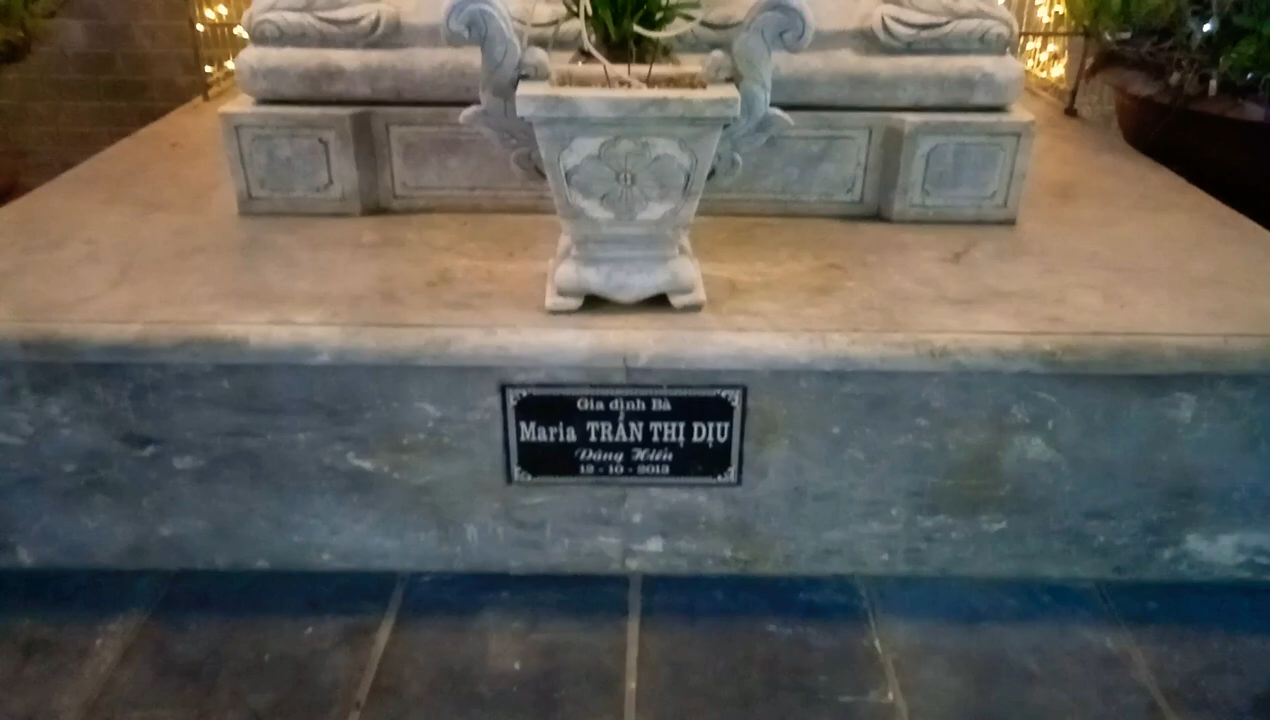 Gia đình Bà
Maria TRẦN THỊ DỊU
Dâng Hiến
12 - 10 - 2013